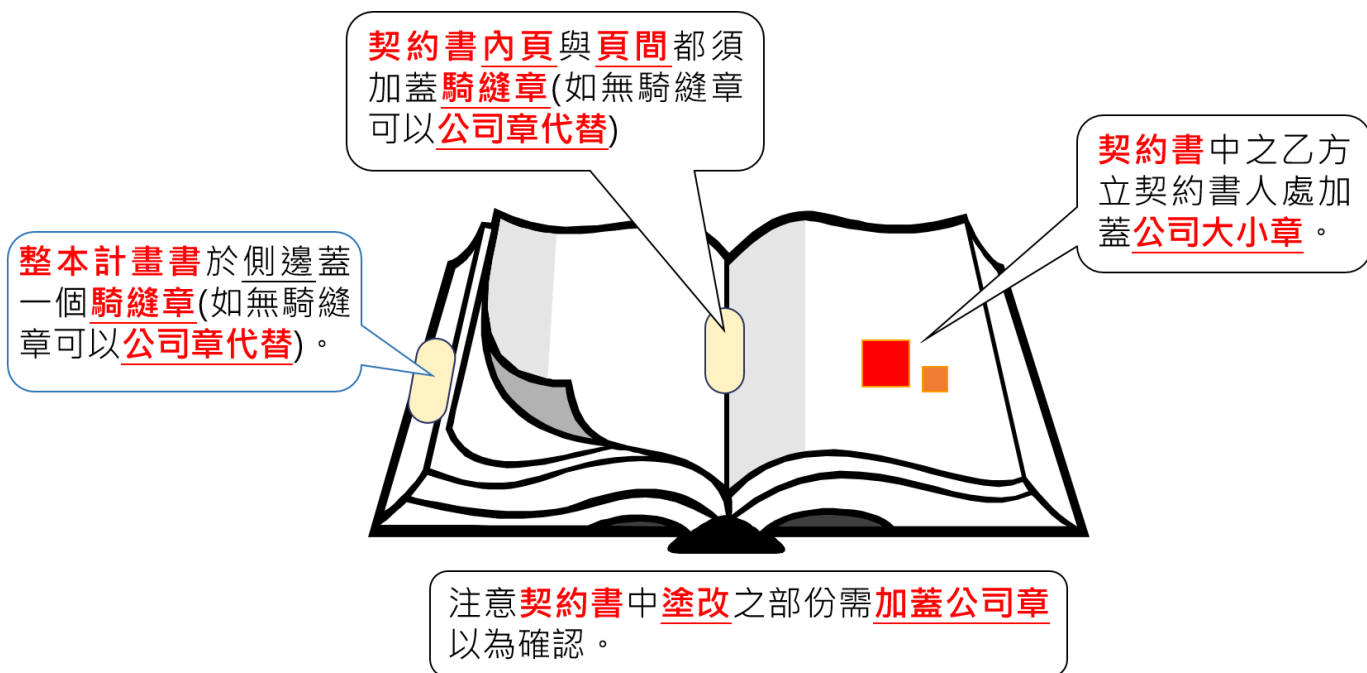 契約書內頁與頁間都須
加蓋騎縫章(如無騎縫章
可以公司章代替)
契約書中之乙方
立契約書人處加
蓋公司大小章。
整本計畫書於側邊蓋
一個騎縫章(如無騎縫
章可以公司章代替)。
注意契約書中塗改之部份需加蓋公司章
以為確認。